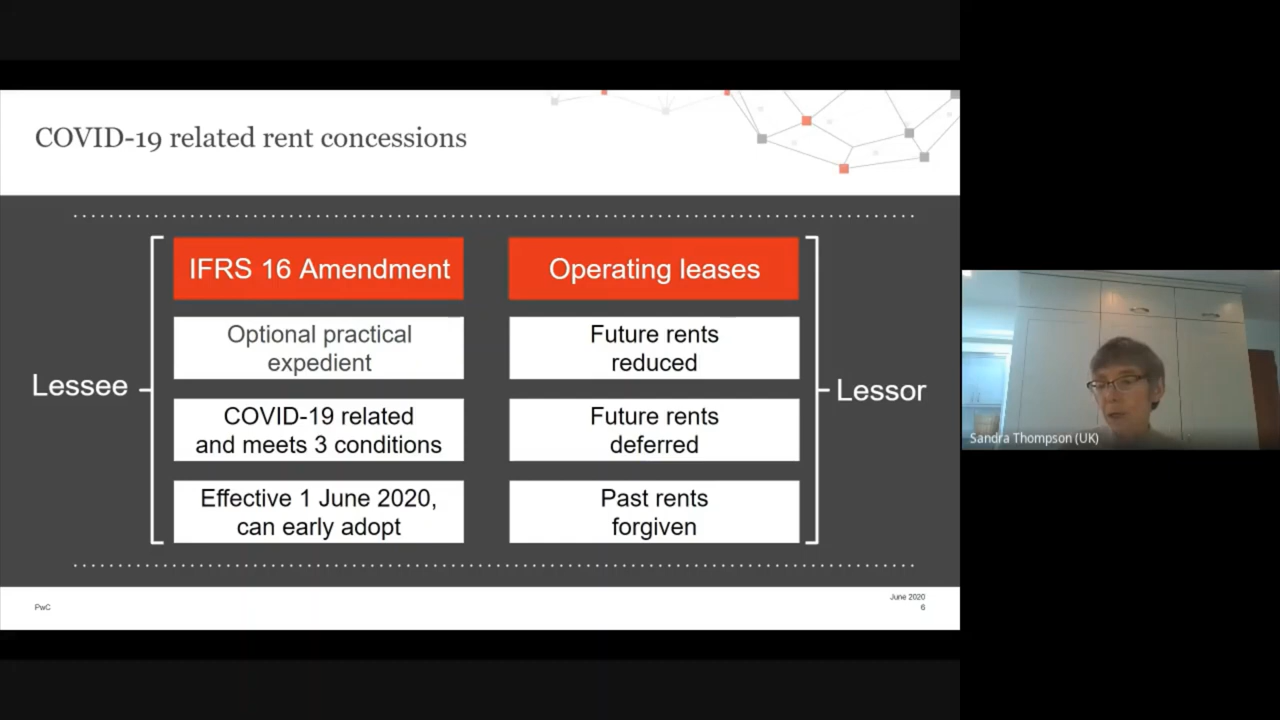 COVID-19 related rent concessions
Lessee
IFRS 16 Amendment
Optional practical
expedient
COVID-19 related
and meets 3 conditions
Effective 1 June 2020,
can early adopt
Operating leases
Future rents
reduced
Future rents
deferred
Past rents
forgiven
Lessor
PwC
June 2020
6
Sandra Thompson (UK)